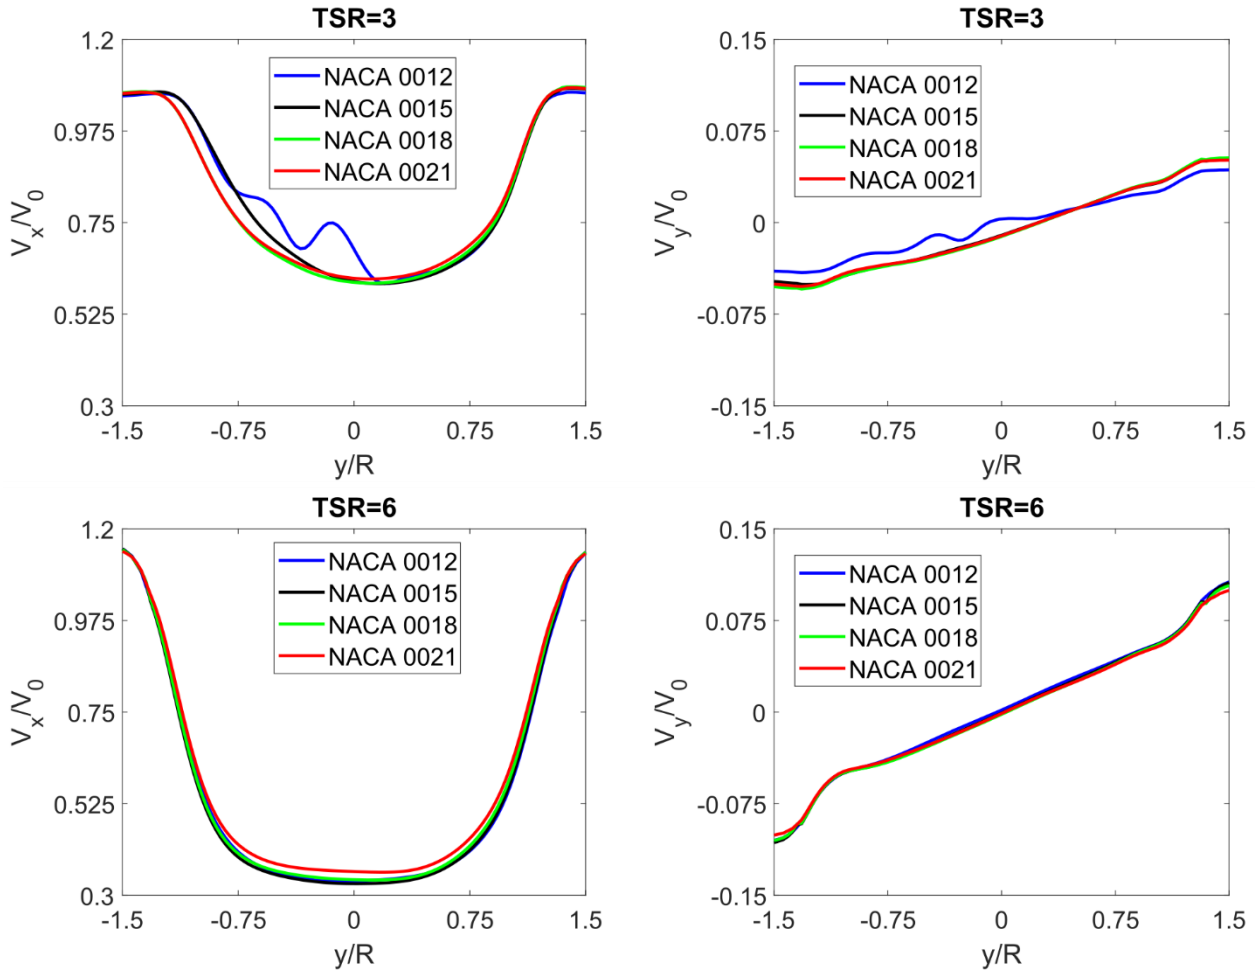 TSR=3
1.2
0.975
0.75
0.525
0.3
Vx/V0
NACA 0012
NACA 0015
NACA 0018
NACA 0021
-1.5 -0.75 0 0.75 1.5
y/R
TSR=3
0.15
0.075
0
-0.075
-0.15
Vy/V0
NACA 0012
NACA 0015
NACA 0018
NACA 0021
-1.5 -0.75 0 0.75 1.5
y/R
TSR=6
1.2
0.975
0.75
0.525
0.3
Vx/V0
NACA 0012
NACA 0015
NACA 0018
NACA 0021
-1.5 -0.75 0 0.75 1.5
y/R
TSR=6
0.15
0.075
0
-0.075
-0.15
Vy/V0
NACA 0012
NACA 0015
NACA 0018
NACA 0021
-1.5 -0.75 0 0.75 1.5
y/R